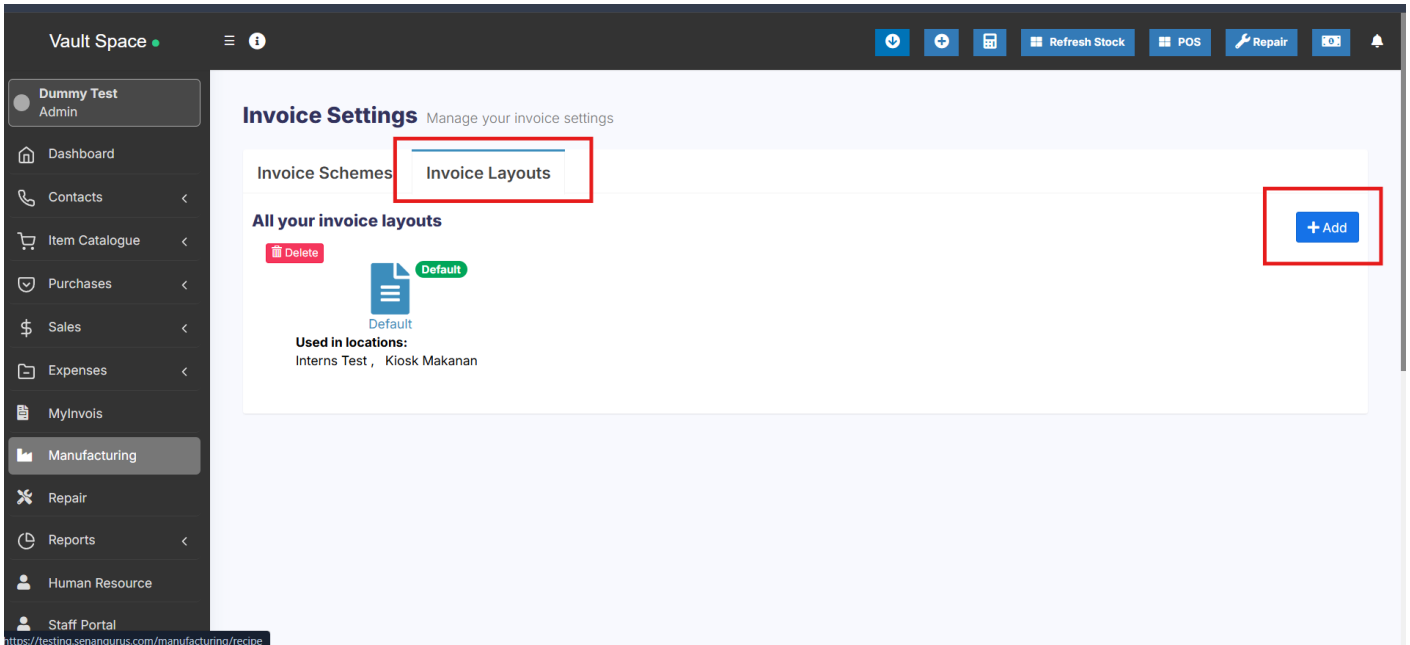 Vault Space
Refresh Stock
POS
Repair
Dummy Test
Admin
Dashboard
Contacts
Item Catalogue
Purchases
Sales
Expenses
MyInvois
Manufacturing
Repair
Reports
Human Resource
Staff Portal
https://testing.senangurus.com/manufacturing/recipe
Invoice Settings Manage your invoice settings
Invoice Schemes Invoice Layouts
All your invoice layouts
+ Add
Delete
Default
Default
Used in locations:
Interns Test , Kiosk Makanan